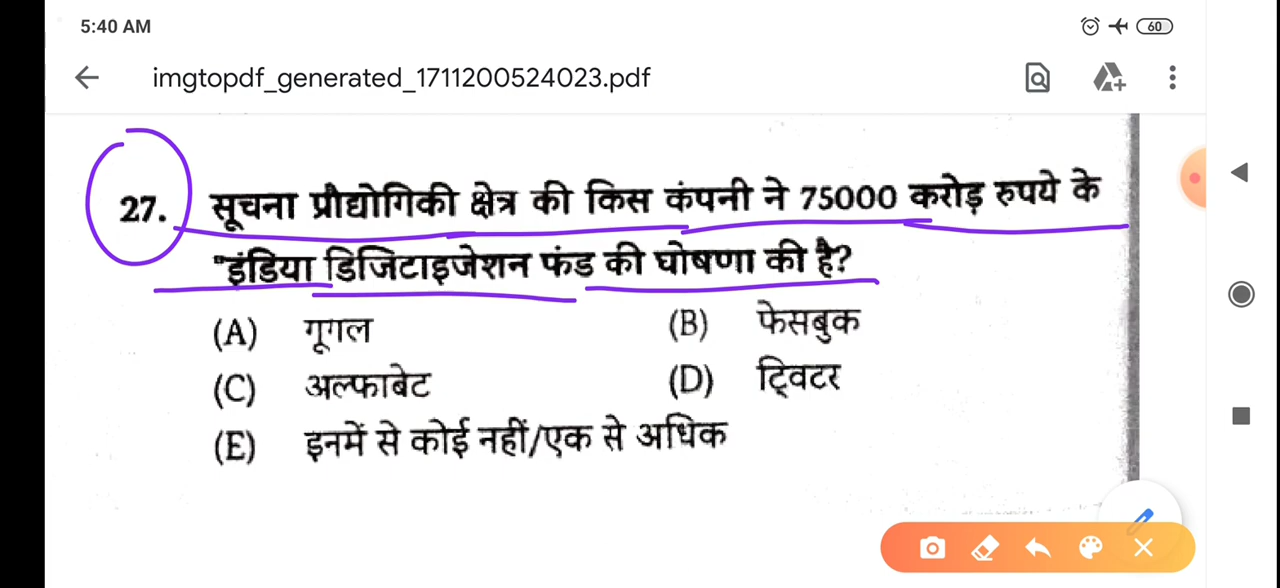 5:40 AM 60
imgtopdf_generated_1711200524023.pdf
27. सूचना प्रौद्योगिकी क्षेत्र की किस कंपनी ने 75000 करोड़ रुपये के
"इंडिया डिजिटाइजेशन फंड की घोषणा की है?
(A) गूगल (B) फेसबुक
(C) अल्फाबेट (D) ट्विटर
(E) इनमें से कोई नहीं/एक से अधिक